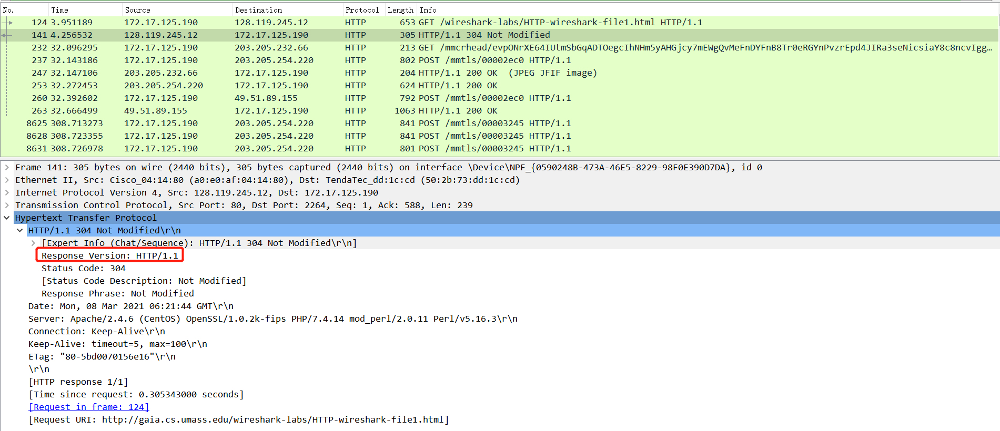 No. Time Source Destination Protocol Length Info
124 3.951189 172.17.125.190 128.119.245.12 HTTP 653 GET /wireshark-labs/HTTP-wireshark-file1.html HTTP/1.1
141 4.256532 128.119.245.12 172.17.125.190 HTTP 305 HTTP/1.1 304 Not Modified
232 32.096295 172.17.125.190 203.205.232.66 HTTP 213 GET /mmcrhead/evpONrXE64IUtmSbGqADTOegcIhNHm5yAHGjcy7mEWgQvMeFnDYFnB8Tr0eRGYnPvzrEpd4JIRa3seNicsiaY8c8ncvIgg…
237 32.143186 172.17.125.190 203.205.254.220 HTTP 802 POST /mmtls/00002ec0 HTTP/1.1
247 32.147106 203.205.232.66 172.17.125.190 HTTP 204 HTTP/1.1 200 OK  (JPEG JFIF image)
253 32.272453 203.205.254.220 172.17.125.190 HTTP 624 HTTP/1.1 200 OK
260 32.392602 172.17.125.190 49.51.89.155 HTTP 792 POST /mmtls/00002ec0 HTTP/1.1
263 32.666499 49.51.89.155 172.17.125.190 HTTP 1063 HTTP/1.1 200 OK
8625 308.713273 172.17.125.190 203.205.254.220 HTTP 841 POST /mmtls/00003245 HTTP/1.1
8628 308.723355 172.17.125.190 203.205.254.220 HTTP 841 POST /mmtls/00003245 HTTP/1.1
8631 308.726978 172.17.125.190 203.205.254.220 HTTP 801 POST /mmtls/00003245 HTTP/1.1
Frame 141: 305 bytes on wire (2440 bits), 305 bytes captured (2440 bits) on interface \Device\NPF_{0590248B-473A-46E5-8229-98F0E390D7DA}, id 0
Ethernet II, Src: Cisco_04:14:80 (a0:e0:af:04:14:80), Dst: TendaTec_dd:1c:cd (50:2b:73:dd:1c:cd)
Internet Protocol Version 4, Src: 128.119.245.12, Dst: 172.17.125.190
Transmission Control Protocol, Src Port: 80, Dst Port: 2264, Seq: 1, Ack: 588, Len: 239
Hypertext Transfer Protocol
HTTP/1.1 304 Not Modified\r\n
[Expert Info (Chat/Sequence): HTTP/1.1 304 Not Modified\r\n]
Response Version: HTTP/1.1
Status Code: 304
[Status Code Description: Not Modified]
Response Phrase: Not Modified
Date: Mon, 08 Mar 2021 06:21:44 GMT\r\n
Server: Apache/2.4.6 (CentOS) OpenSSL/1.0.2k-fips PHP/7.4.14 mod_perl/2.0.11 Perl/v5.16.3\r\n
Connection: Keep-Alive\r\n
Keep-Alive: timeout=5, max=100\r\n
ETag: "80-5bd0070156e16"\r\n
\r\n
[HTTP response 1/1]
[Time since request: 0.305343000 seconds]
[Request in frame: 124]
[Request URI: http://gaia.cs.umass.edu/wireshark-labs/HTTP-wireshark-file1.html]